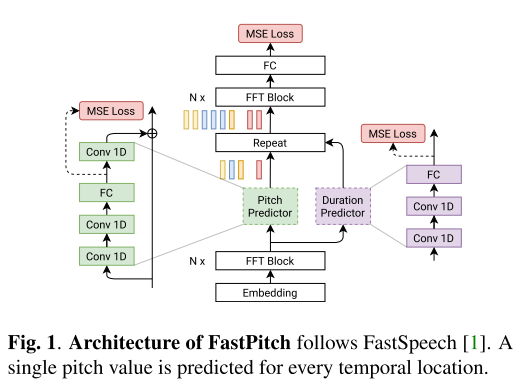 MSE Loss
FC
N x
FFT Block
Repeat
MSE Loss
Conv 1D
FC
Conv 1D
Conv 1D
Pitch
Predictor
Duration
Predictor
MSE Loss
FC
Conv 1D
Conv 1D
N x
FFT Block
Embedding
Fig. 1. Architecture of FastPitch follows FastSpeech [1]. A
single pitch value is predicted for every temporal location.